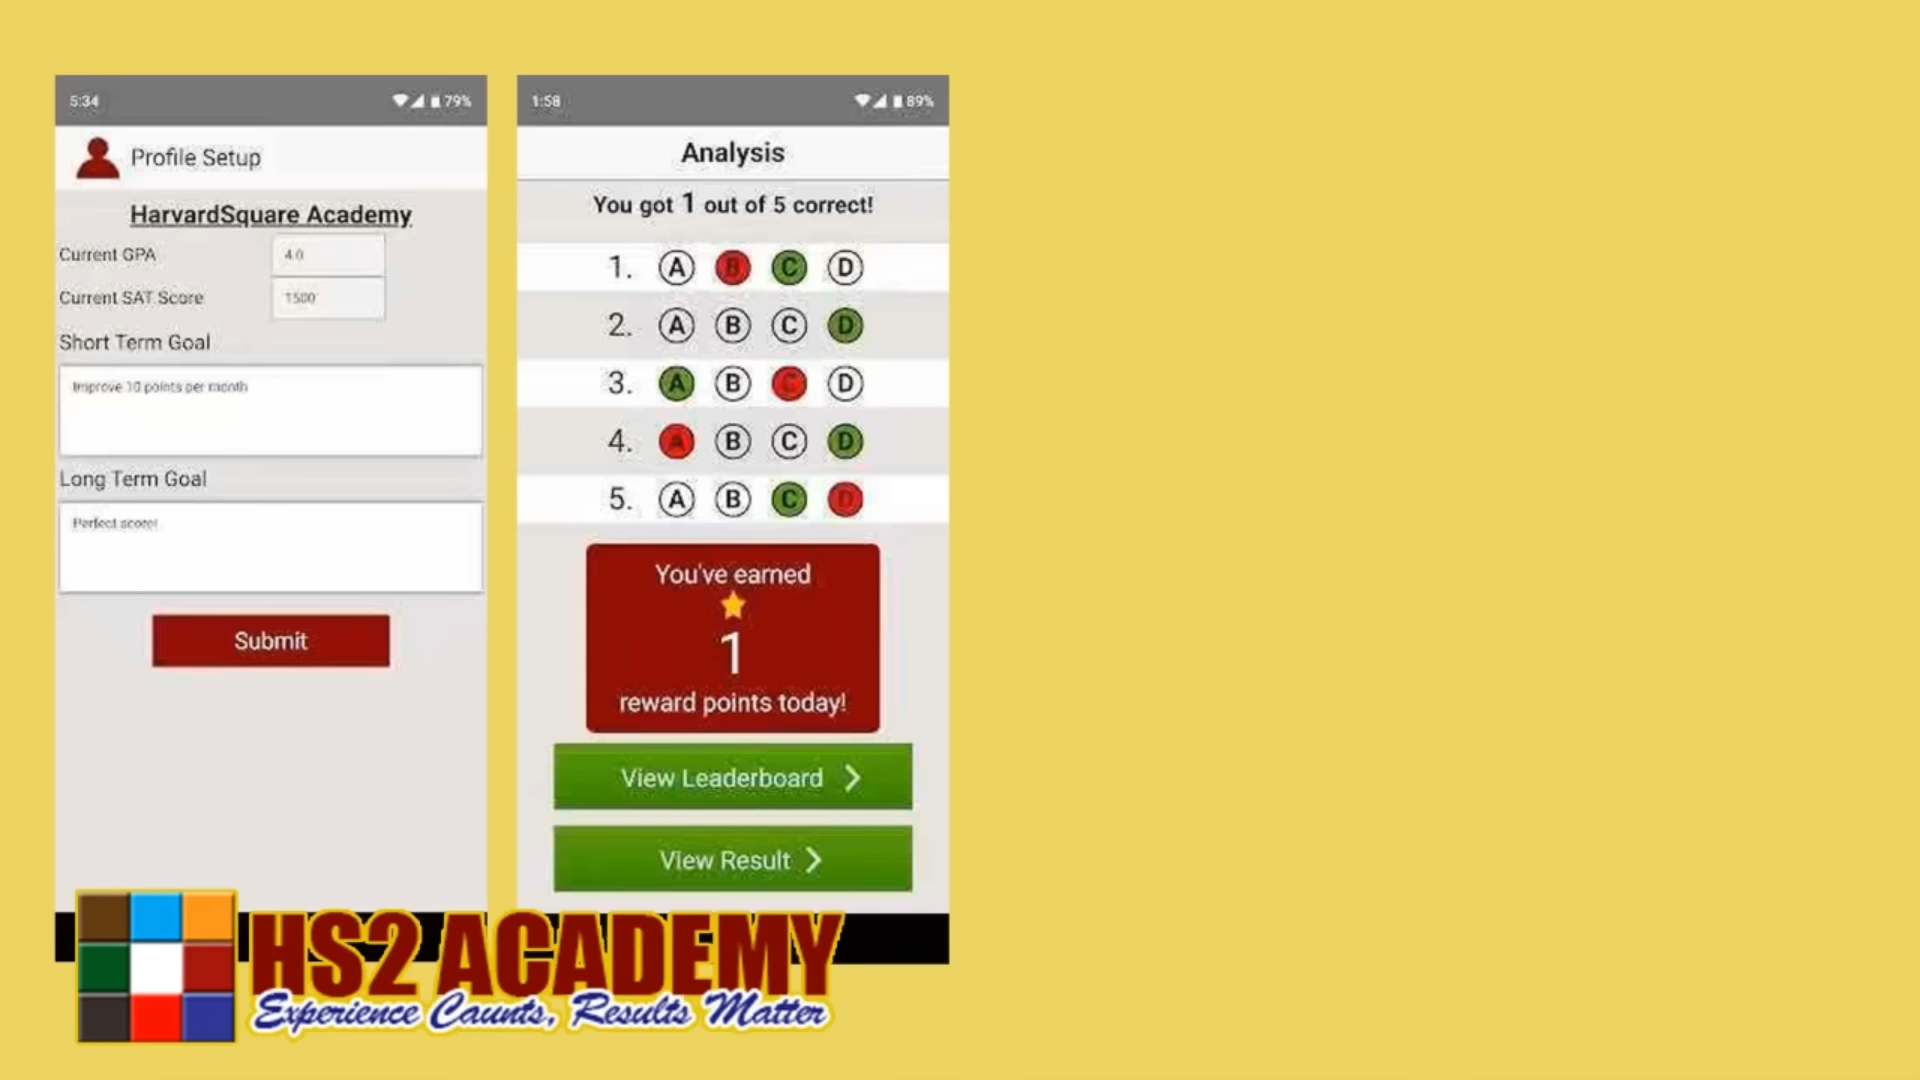 5:34
79%
Profile Setup
HarvardSquare Academy
Current GPA
4.0
Current SAT Score
1500
Short Term Goal
Improve 10 points per month
Long Term Goal
Perfect score!
Submit
1:58
89%
Analysis
You got 1 out of 5 correct!
1. A B C D
2. A B C D
3. A B C D
4. A B C D
5. A B C D
You've earned
1
reward points today!
View Leaderboard
View Result
HS2 ACADEMY
Experience Counts, Results Matter